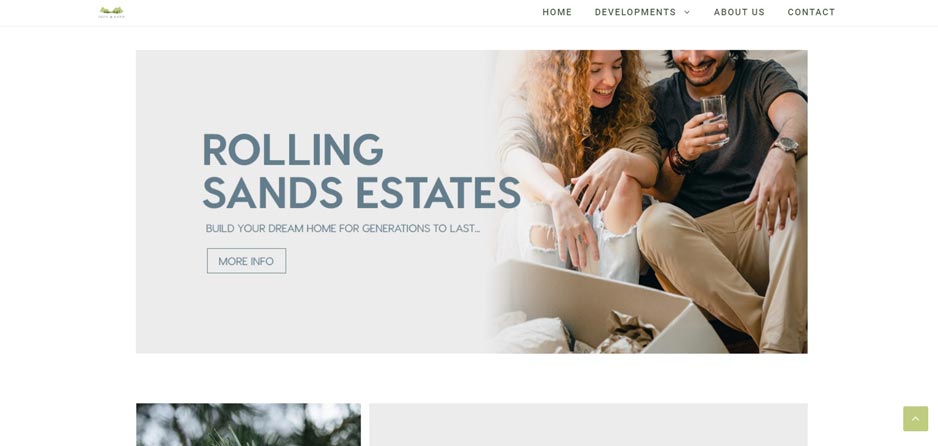 HOME DEVELOPMENTS ABOUT US CONTACT
ROLLING
SANDS ESTATES
BUILD YOUR DREAM HOME FOR GENERATIONS TO LAST...
MORE INFO